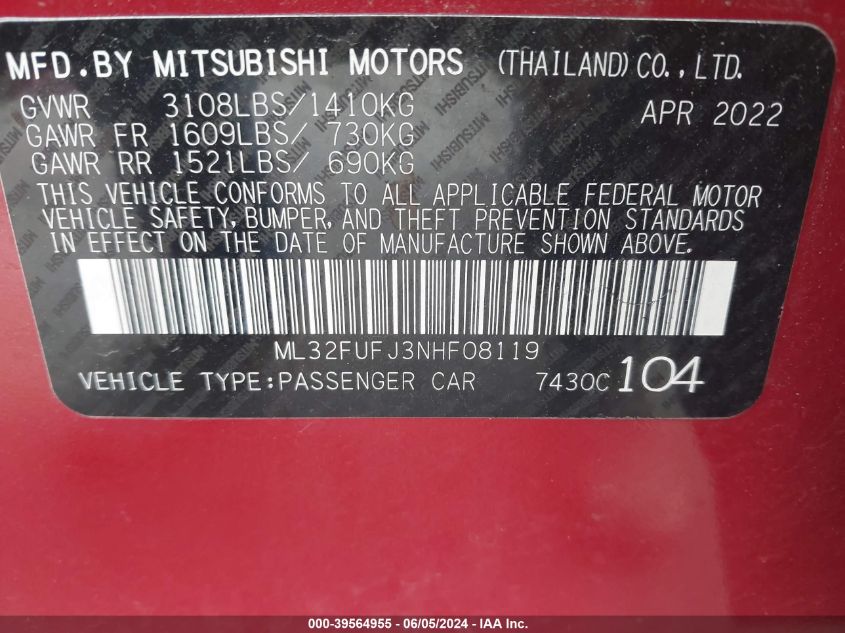 MFD.BY MITSUBISHI MOTORS (THAILAND) CO., LTD.
GVWR 3108LBS/1410KG APR 2022
GAWR FR 1609LBS/ 730KG
GAWR RR 1521LBS/ 690KG
THIS VEHICLE CONFORMS TO ALL APPLICABLE FEDERAL MOTOR
VEHICLE SAFETY, BUMPER, AND THEFT PREVENTION STANDARDS
IN EFFECT ON THE DATE OF MANUFACTURE SHOWN ABOVE.
ML32FUFJ3NHF08119
VEHICLE TYPE:PASSENGER CAR 7430C 104
000-39564955 - 06/05/2024 - IAAI.com